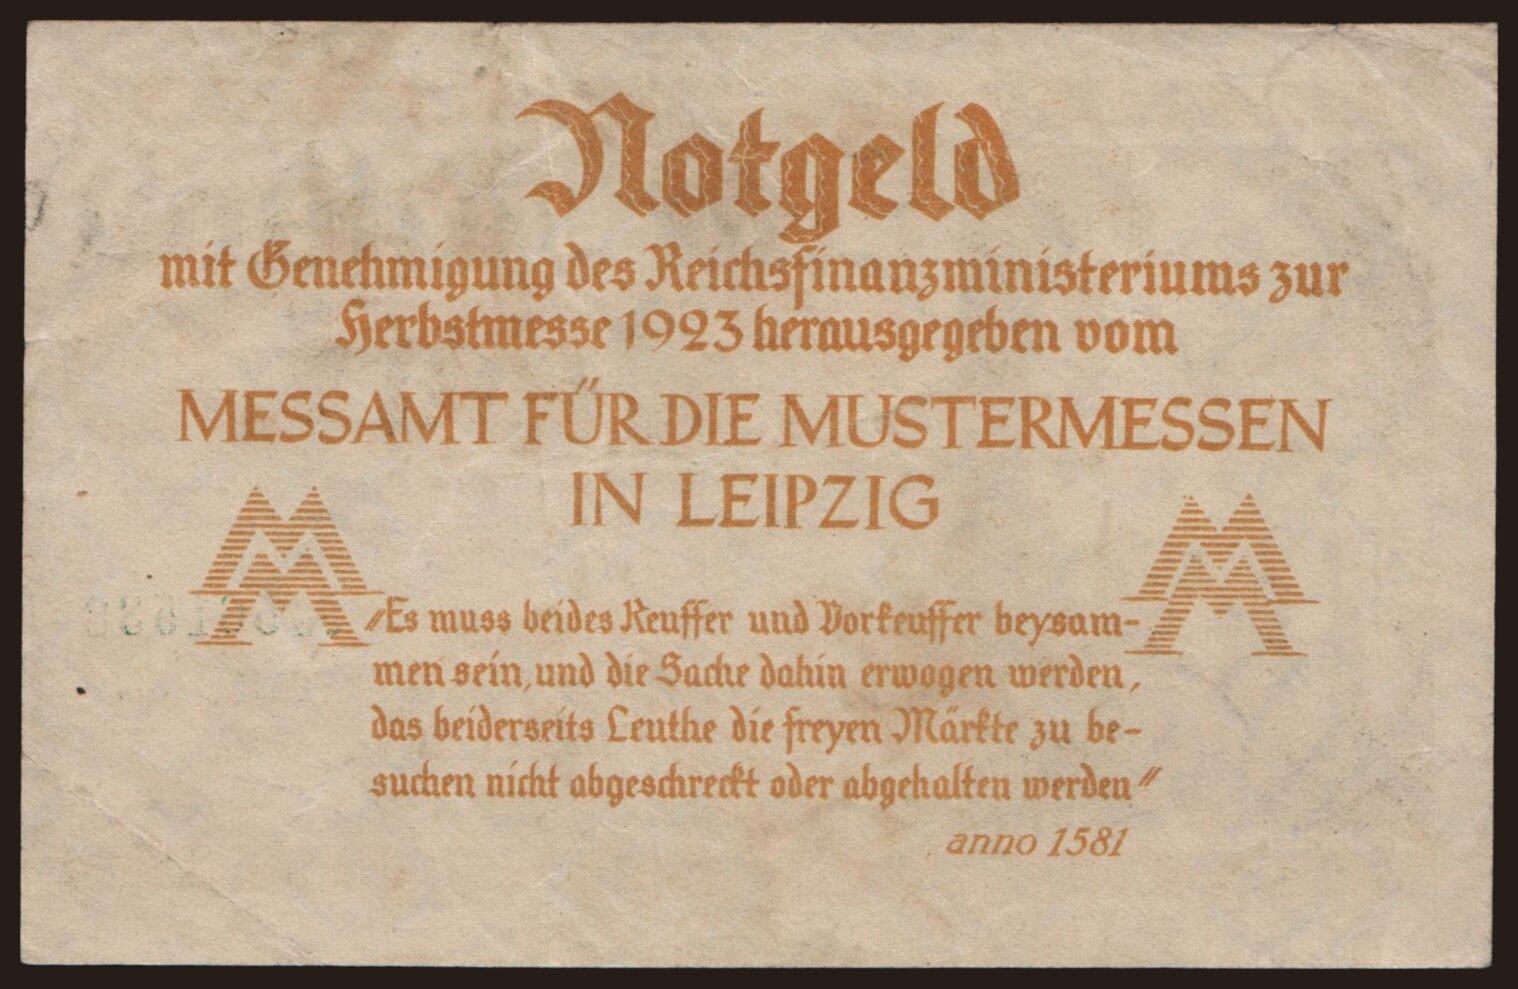 Notgeld
mit Genehmigung des Reichsfinanzministeriums zur
Herbstmesse 1923 herausgegeben vom
MESSAMT FÜR DIE MUSTERMESSEN
IN LEIPZIG
MM
MM
"Es muss beides Keuffer und Vorkeuffer beysam-
men sein, und die Sache dahin erwogen werden,
das beiderseits Leuthe die freyen Märkte zu be-
suchen nicht abgeschreckt oder abgehalten werden"
anno 1581